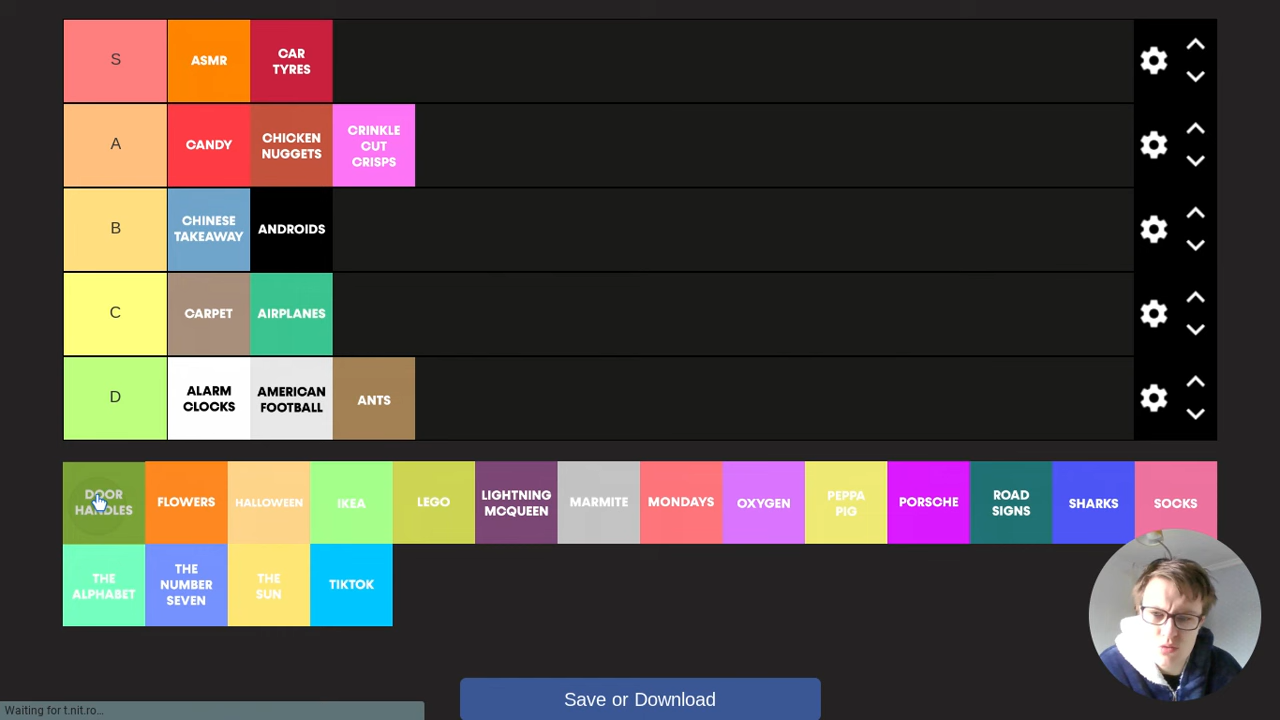 S
ASMR
CAR
TYRES
A
CANDY
CHICKEN
NUGGETS
CRINKLE
CUT
CRISPS
B
CHINESE
TAKEAWAY
ANDROIDS
C
CARPET
AIRPLANES
D
ALARM
CLOCKS
AMERICAN
FOOTBALL
ANTS
DOOR
HANDLES
FLOWERS
HALLOWEEN
IKEA
LEGO
LIGHTNING
MCQUEEN
MARMITE
MONDAYS
OXYGEN
PEPPA
PIG
PORSCHE
ROAD
SIGNS
SHARKS
SOCKS
THE
ALPHABET
THE
NUMBER
SEVEN
THE
SUN
TIKTOK
Save or Download
Waiting for t.nit.ro...